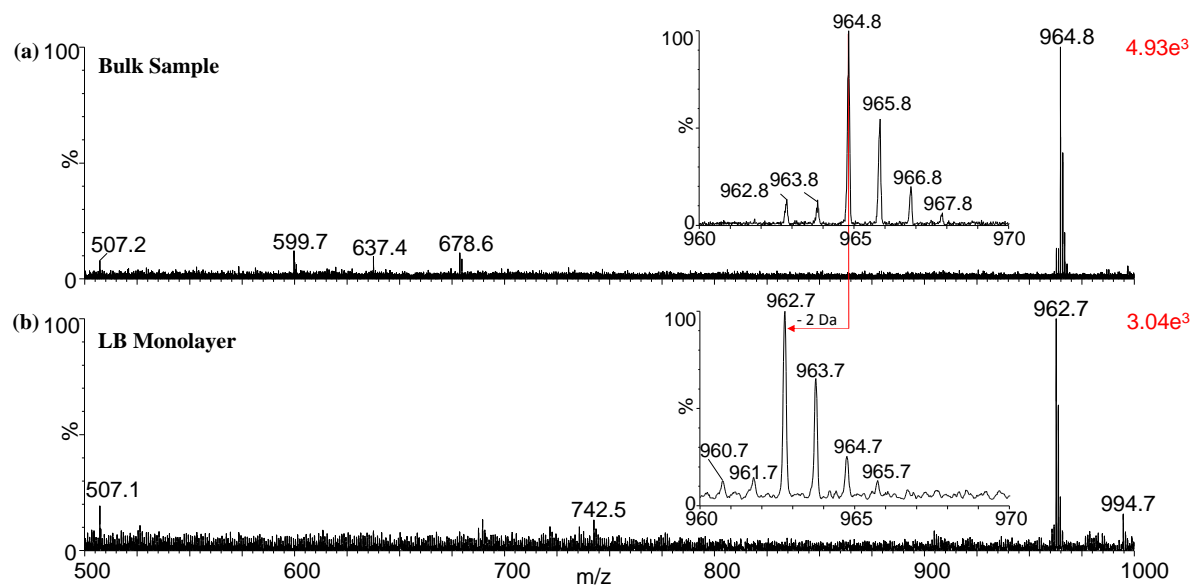 (a) 100
Bulk Sample
%
0
507.2
599.7
637.4
678.6
100
%
0
962.8
963.8
964.8
965.8
966.8
967.8
960 965 970
964.8
4.93e³
(b) 100
LB Monolayer
%
0
507.1
742.5
- 2 Da
100
%
0
960.7
961.7
962.7
963.7
964.7
965.7
960 965 970
962.7
3.04e³
994.7
500 600 700 800 900 1000
m/z